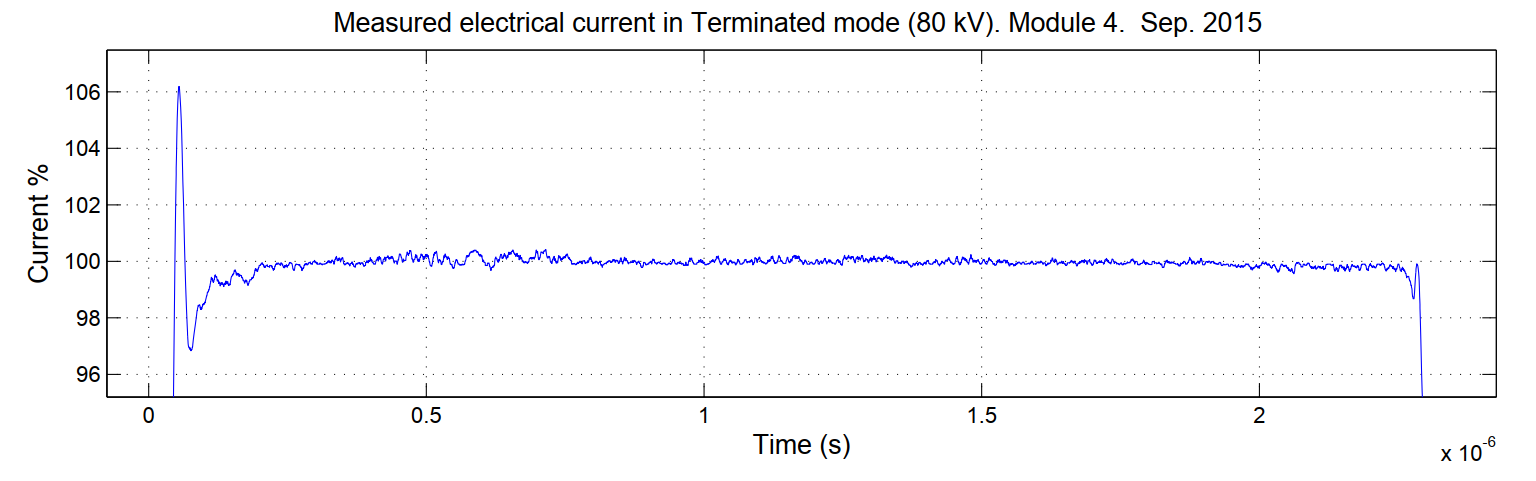 Measured electrical current in Terminated mode (80 kV). Module 4.  Sep. 2015
106
104
102
100
98
96
Current %
0 0.5 1 1.5 2
Time (s)
x 10-6